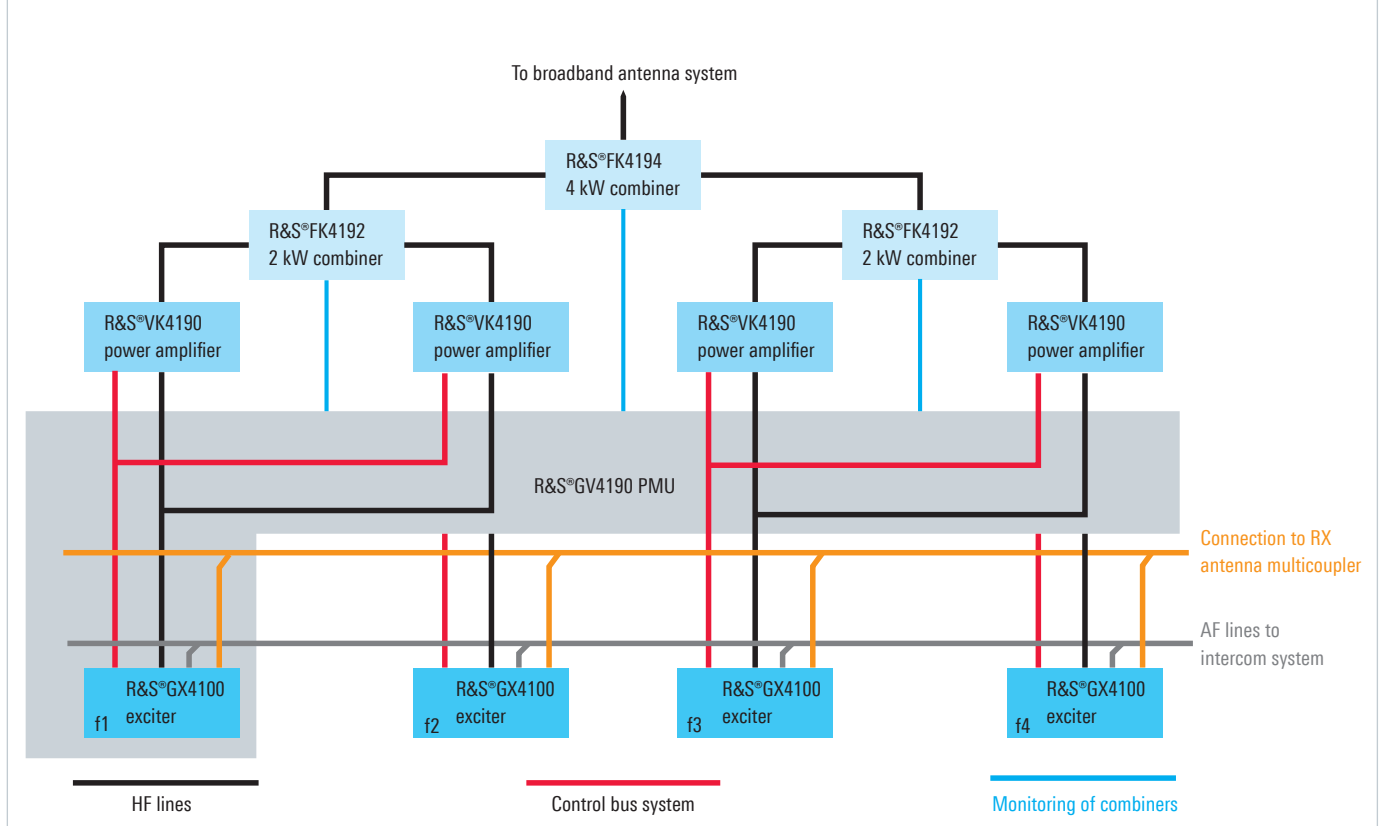 To broadband antenna system
R&S®FK4194
4 kW combiner
R&S®FK4192
2 kW combiner
R&S®FK4192
2 kW combiner
R&S®VK4190
power amplifier
R&S®VK4190
power amplifier
R&S®VK4190
power amplifier
R&S®VK4190
power amplifier
R&S®GV4190 PMU
Connection to RX
antenna multicoupler
AF lines to
intercom system
R&S®GX4100
exciter
f1
R&S®GX4100
exciter
f2
R&S®GX4100
exciter
f3
R&S®GX4100
exciter
f4
HF lines
Control bus system
Monitoring of combiners